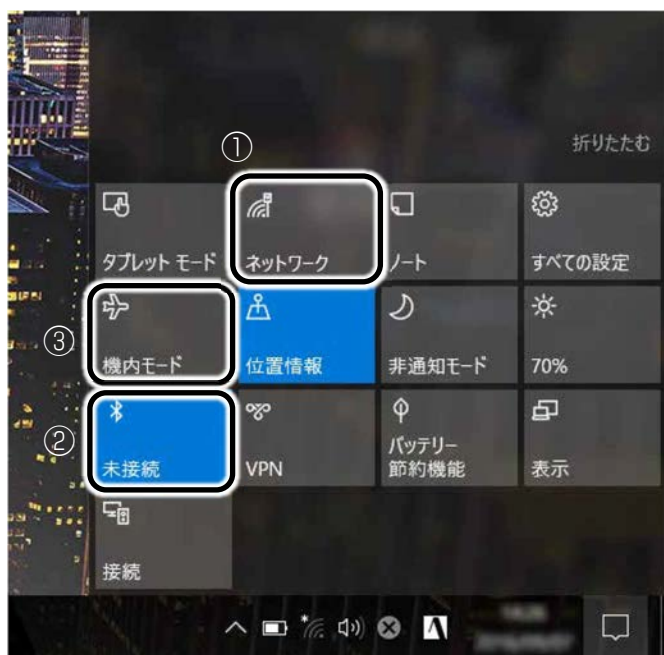 ①
折りたたむ
タブレット モード
ネットワーク
ノート
すべての設定
③
機内モード
位置情報
非通知モード
70%
②
未接続
VPN
バッテリー
節約機能
表示
接続